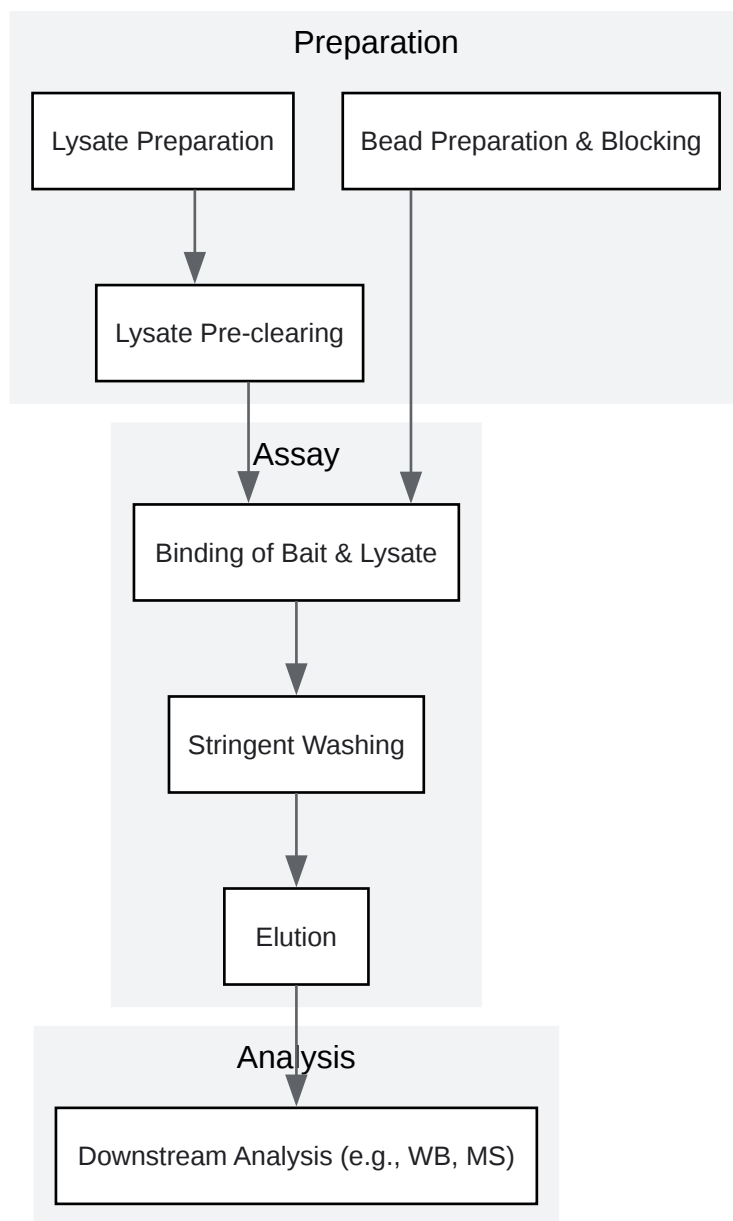 Preparation
Lysate Preparation
Bead Preparation & Blocking
Lysate Pre-clearing
Assay
Binding of Bait & Lysate
Stringent Washing
Elution
Analysis
Downstream Analysis (e.g., WB, MS)